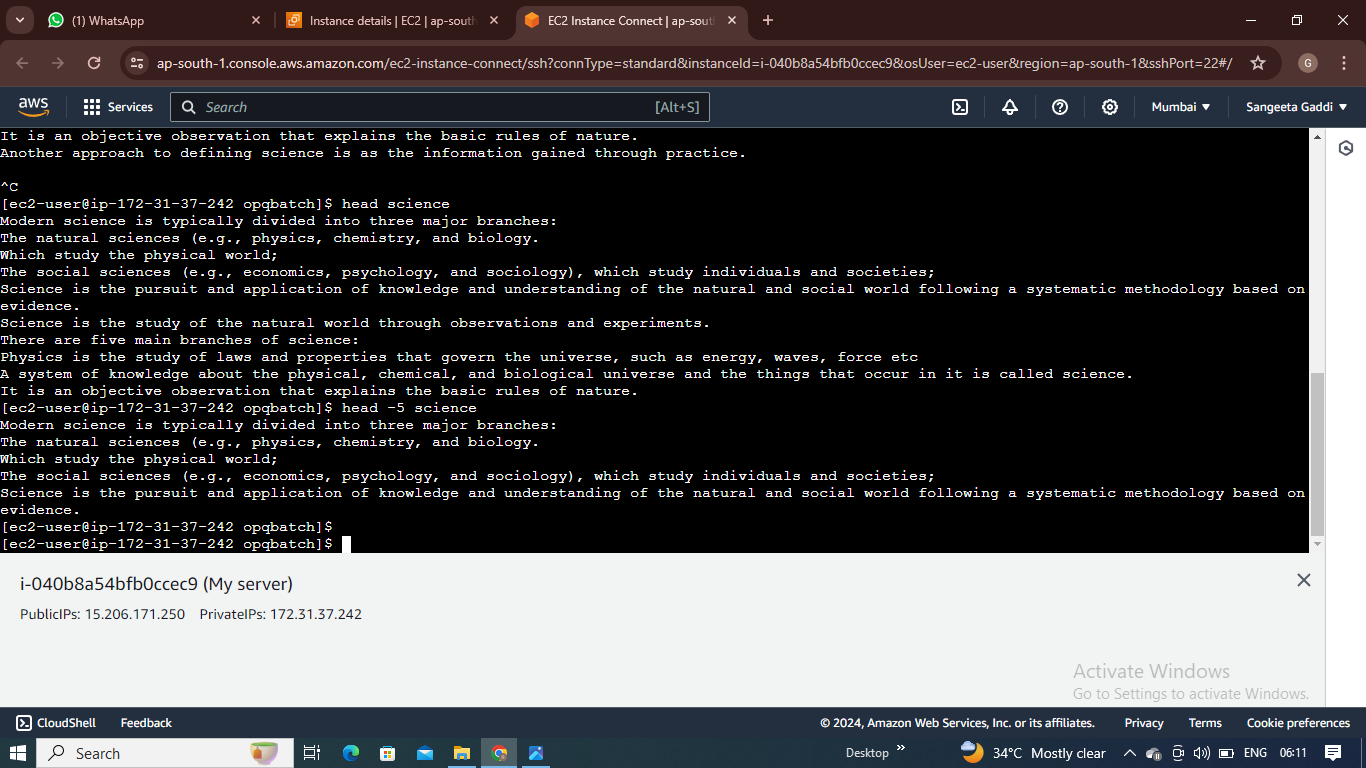 (1) WhatsApp
Instance details | EC2 | ap-south
EC2 Instance Connect | ap-sout
ap-south-1.console.aws.amazon.com/ec2-instance-connect/ssh?connType=standard&instanceId=i-040b8a54bfb0ccec9&osUser=ec2-user&region=ap-south-1&sshPort=22#/
G
aws
Services
Search
[Alt+S]
Mumbai
Sangeeta Gaddi
It is an objective observation that explains the basic rules of nature.
Another approach to defining science is as the information gained through practice.
^C
[ec2-user@ip-172-31-37-242 opqbatch]$ head science
Modern science is typically divided into three major branches:
The natural sciences (e.g., physics, chemistry, and biology.
Which study the physical world;
The social sciences (e.g., economics, psychology, and sociology), which study individuals and societies;
Science is the pursuit and application of knowledge and understanding of the natural and social world following a systematic methodology based on
evidence.
Science is the study of the natural world through observations and experiments.
There are five main branches of science:
Physics is the study of laws and properties that govern the universe, such as energy, waves, force etc
A system of knowledge about the physical, chemical, and biological universe and the things that occur in it is called science.
It is an objective observation that explains the basic rules of nature.
[ec2-user@ip-172-31-37-242 opqbatch]$ head -5 science
Modern science is typically divided into three major branches:
The natural sciences (e.g., physics, chemistry, and biology.
Which study the physical world;
The social sciences (e.g., economics, psychology, and sociology), which study individuals and societies;
Science is the pursuit and application of knowledge and understanding of the natural and social world following a systematic methodology based on
evidence.
[ec2-user@ip-172-31-37-242 opqbatch]$
[ec2-user@ip-172-31-37-242 opqbatch]$
i-040b8a54bfb0ccec9 (My server)
PublicIPs: 15.206.171.250 PrivateIPs: 172.31.37.242
Activate Windows
Go to Settings to activate Windows.
CloudShell
Feedback
© 2024, Amazon Web Services, Inc. or its affiliates.
Privacy
Terms
Cookie preferences
Search
Desktop
34°C Mostly clear
ENG
06:11